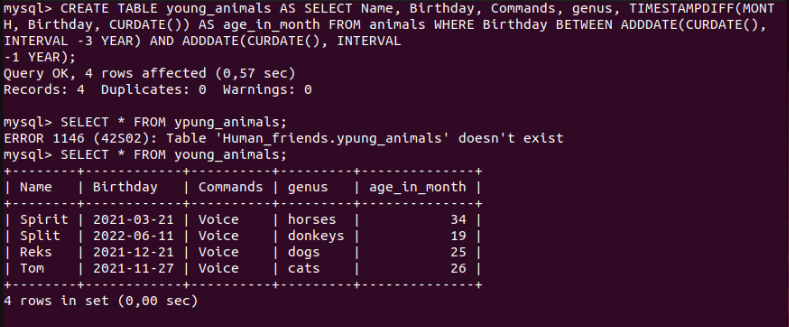 mysql> CREATE TABLE young_animals AS SELECT Name, Birthday, Commands, genus, TIMESTAMPDIFF(MONT
H, Birthday, CURDATE()) AS age_in_month FROM animals WHERE Birthday BETWEEN ADDDATE(CURDATE(),
INTERVAL -3 YEAR) AND ADDDATE(CURDATE(), INTERVAL
-1 YEAR);
Query OK, 4 rows affected (0,57 sec)
Records: 4  Duplicates: 0  Warnings: 0

mysql> SELECT * FROM ypung_animals;
ERROR 1146 (42S02): Table 'Human_friends.ypung_animals' doesn't exist
mysql> SELECT * FROM young_animals;
+--------+------------+----------+---------+--------------+
| Name   | Birthday   | Commands | genus   | age_in_month |
+--------+------------+----------+---------+--------------+
| Spirit | 2021-03-21 | Voice    | horses  |           34 |
| Split  | 2022-06-11 | Voice    | donkeys |           19 |
| Reks   | 2021-12-21 | Voice    | dogs    |           25 |
| Tom    | 2021-11-27 | Voice    | cats    |           26 |
+--------+------------+----------+---------+--------------+
4 rows in set (0,00 sec)